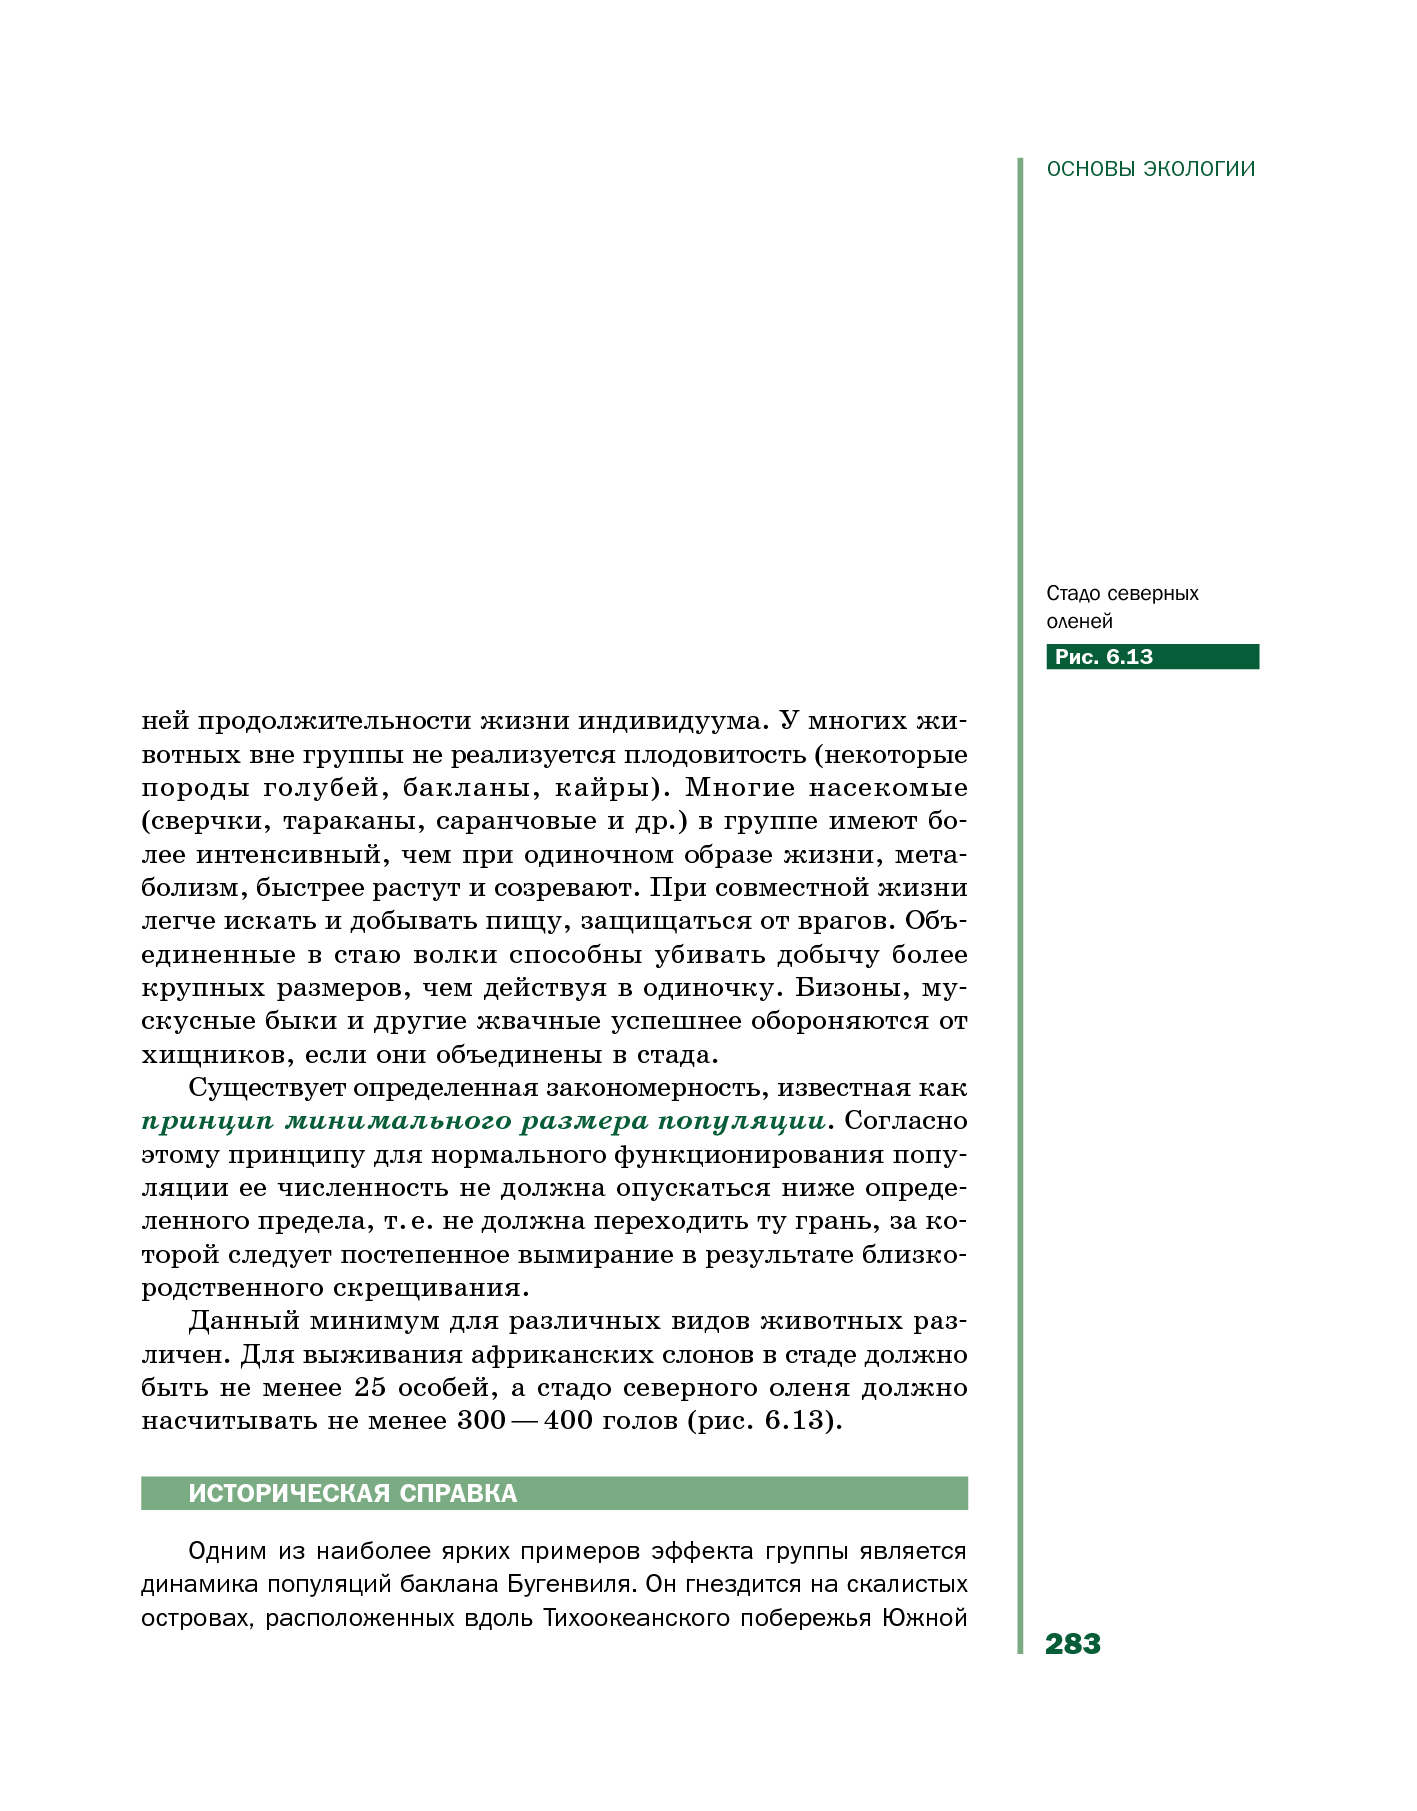 ОСНОВЫ ЭКОЛОГИИ
Стадо северных
оленей
Рис. 6.13
ней продолжительности жизни индивидуума. У многих жи-
вотных вне группы не реализуется плодовитость (некоторые
породы голубей, бакланы, кайры). Многие насекомые
(сверчки, тараканы, саранчовые и др.) в группе имеют бо-
лее интенсивный, чем при одиночном образе жизни, мета-
болизм, быстрее растут и созревают. При совместной жизни
легче искать и добывать пищу, защищаться от врагов. Объ-
единенные в стаю волки способны убивать добычу более
крупных размеров, чем действуя в одиночку. Бизоны, му-
скусные быки и другие жвачные успешнее обороняются от
хищников, если они объединены в стада.
Существует определенная закономерность, известная как
принцип минимального размера популяции. Согласно
этому принципу для нормального функционирования попу-
ляции ее численность не должна опускаться ниже опреде-
ленного предела, т. е. не должна переходить ту грань, за ко-
торой следует постепенное вымирание в результате близко-
родственного скрещивания.
Данный минимум для различных видов животных раз-
личен. Для выживания африканских слонов в стаде должно
быть не менее 25 особей, а стадо северного оленя должно
насчитывать не менее 300 — 400 голов (рис. 6.13).
ИСТОРИЧЕСКАЯ СПРАВКА
Одним из наиболее ярких примеров эффекта группы является
динамика популяций баклана Бугенвиля. Он гнездится на скалистых
островах, расположенных вдоль Тихоокеанского побережья Южной
283